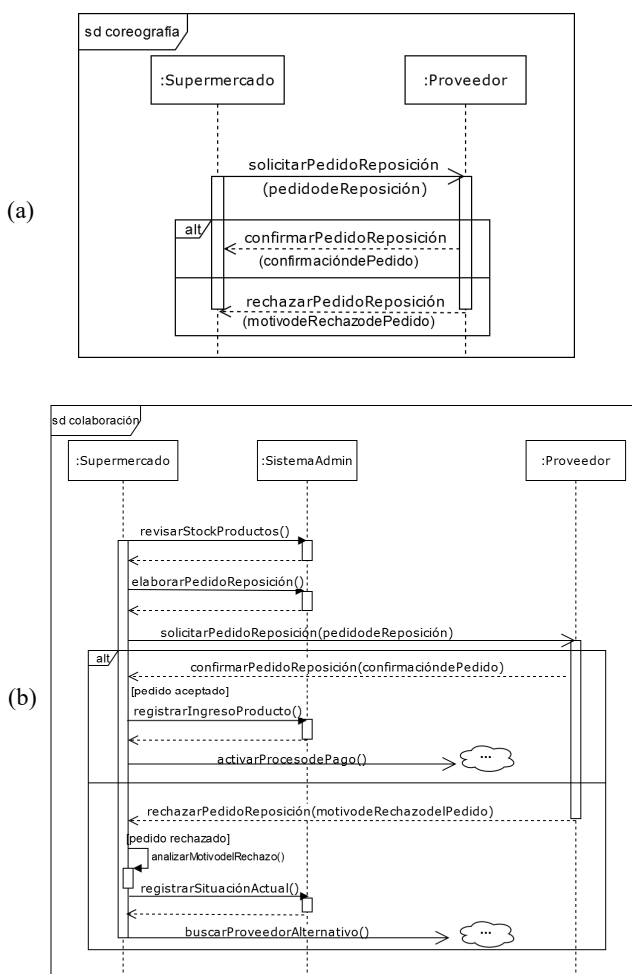 sd coreografía
:Supermercado
:Proveedor
solicitarPedidoReposición
(pedidodeReposición)
(a)
alt
confirmarPedidoReposición
(confirmacióndePedido)
rechazarPedidoReposición
(motivodeRechazodePedido)
sd colaboración
:Supermercado
:SistemaAdmin
:Proveedor
revisarStockProductos()
elaborarPedidoReposición()
solicitarPedidoReposición(pedidodeReposición)
alt
confirmarPedidoReposición(confirmacióndePedido)
(b)
[pedido aceptado]
registrarIngresoProducto()
activarProcesodePago()
...
rechazarPedidoReposición(motivodeRechazodelPedido)
[pedido rechazado]
analizarMotivodelRechazo()
registrarSituaciónActual()
buscarProveedorAlternativo()
...